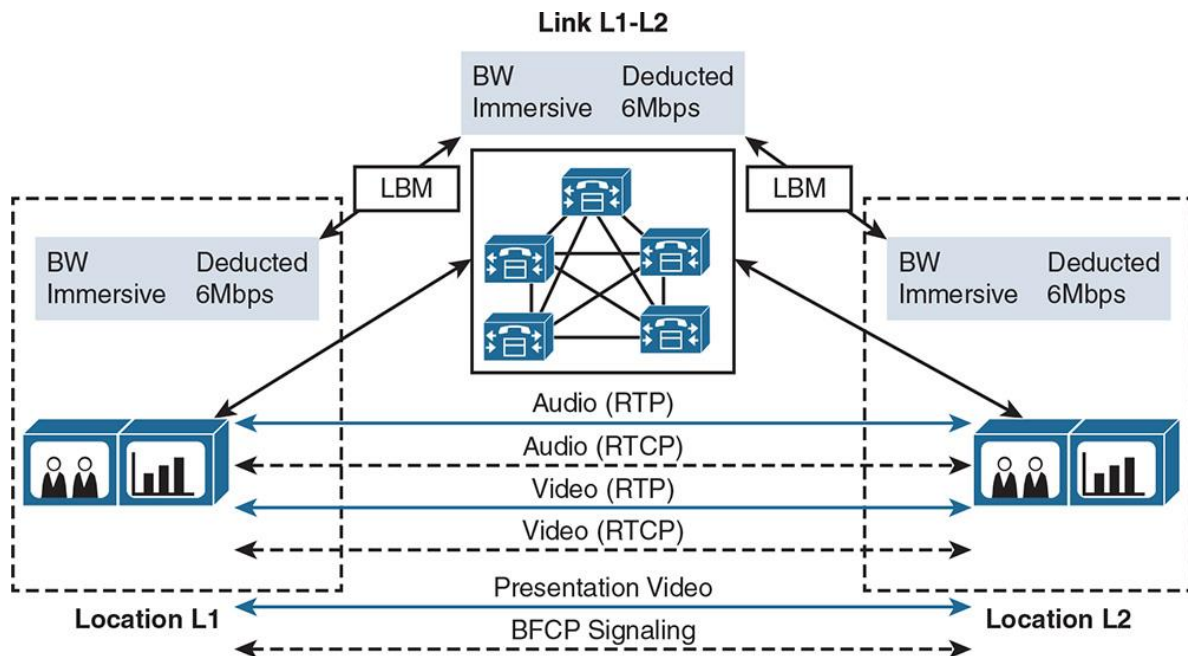 Link L1-L2
BW Deducted
Immersive 6Mbps
LBM
LBM
BW Deducted
Immersive 6Mbps
BW Deducted
Immersive 6Mbps
Audio (RTP)
Audio (RTCP)
Video (RTP)
Video (RTCP)
Presentation Video
Location L1
Location L2
BFCP Signaling